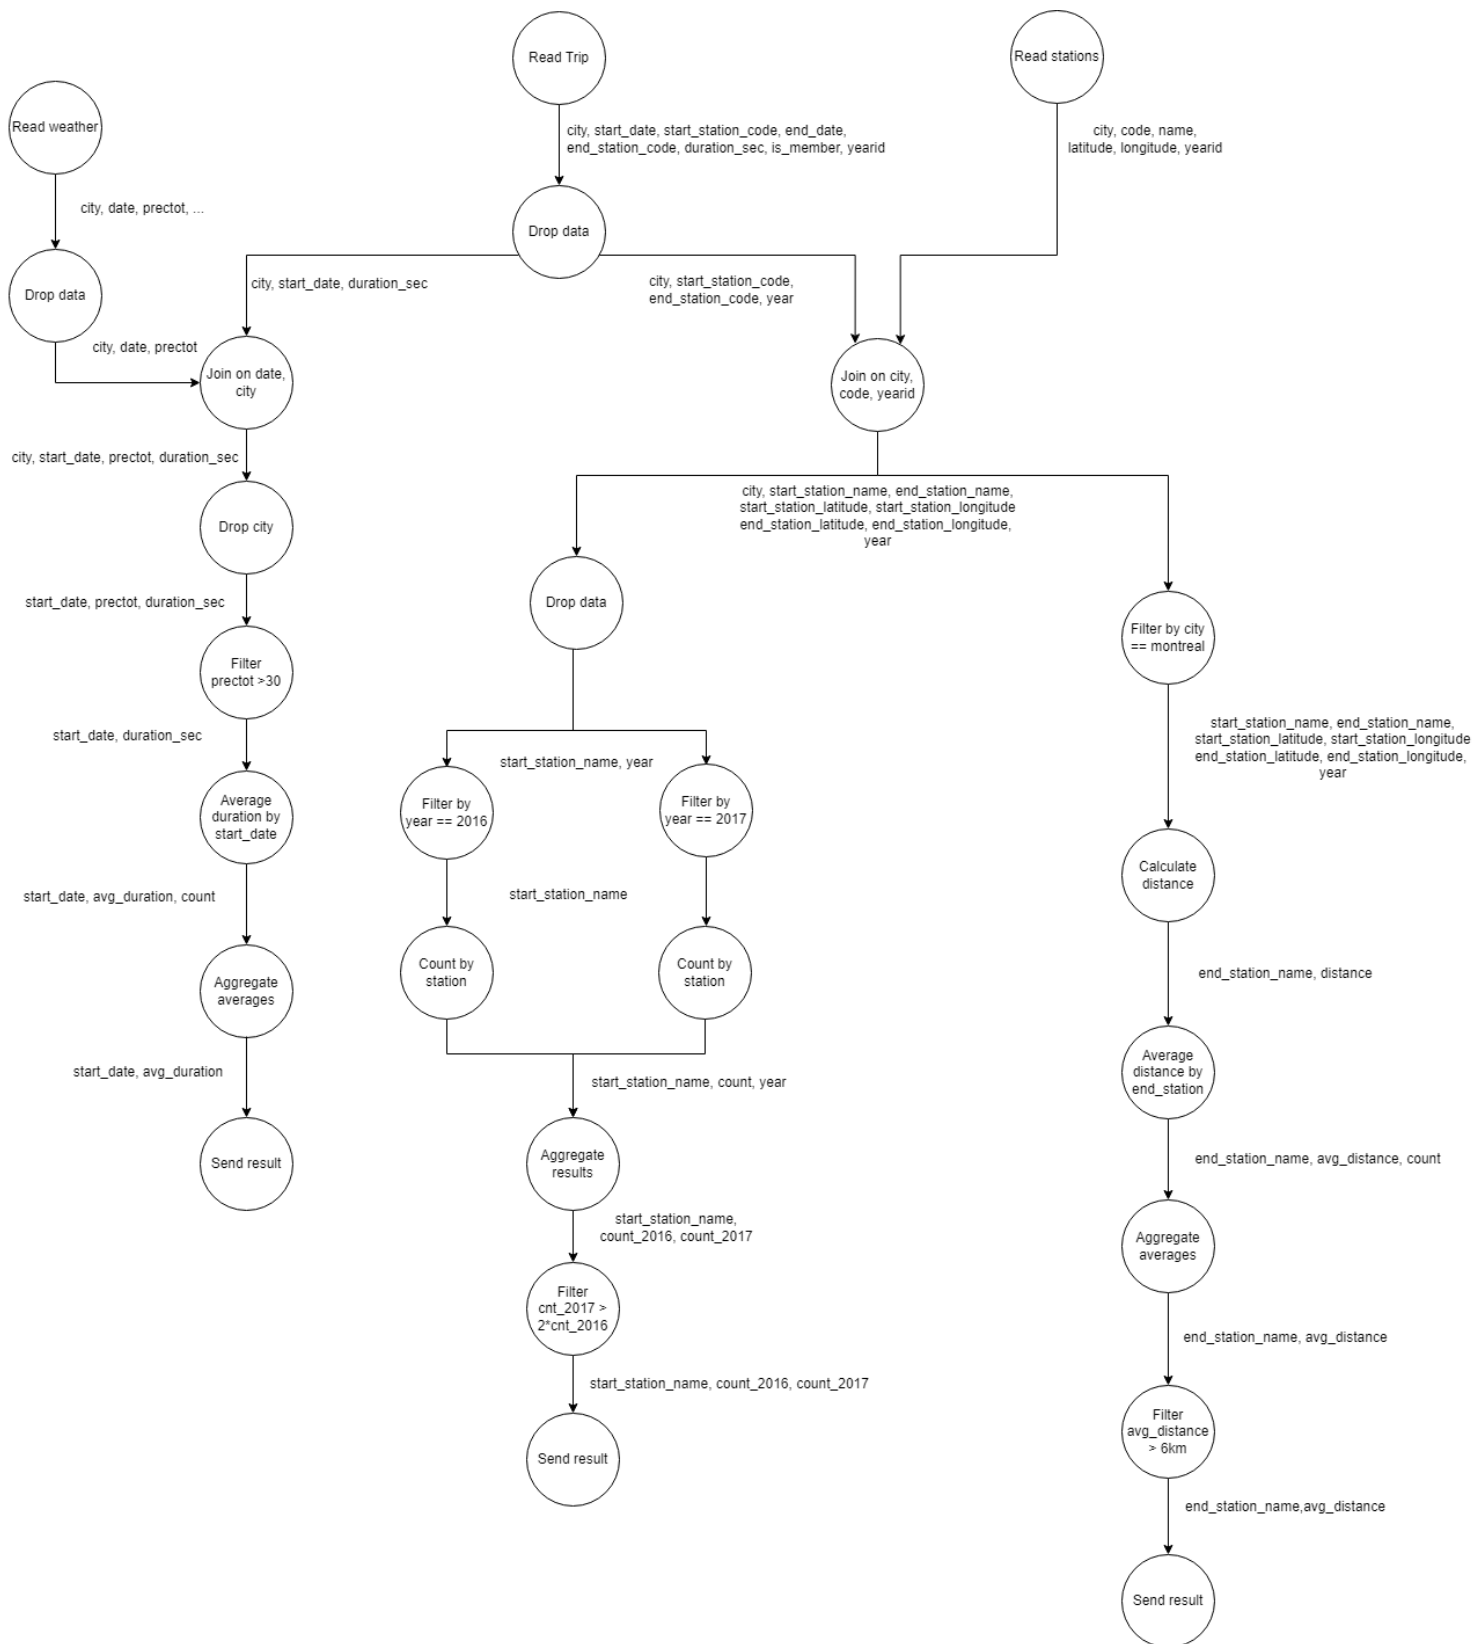 Read Trip
Read stations
Read weather
city, start_date, start_station_code, end_date,
end_station_code, duration_sec, is_member, yearid
city, code, name,
latitude, longitude, yearid
city, date, prectot, ...
Drop data
Drop data
city, start_date, duration_sec
city, start_station_code,
end_station_code, year
city, date, prectot
Join on date,
city
Join on city,
code, yearid
city, start_date, prectot, duration_sec
city, start_station_name, end_station_name,
start_station_latitude, start_station_longitude
end_station_latitude, end_station_longitude,
year
Drop city
start_date, prectot, duration_sec
Drop data
Filter by city
== montreal
Filter
prectot >30
start_date, duration_sec
start_station_name, year
start_station_name, end_station_name,
start_station_latitude, start_station_longitude
end_station_latitude, end_station_longitude,
year
Average
duration by
start_date
Filter by
year == 2016
Filter by
year == 2017
start_date, avg_duration, count
start_station_name
Calculate
distance
Aggregate
averages
Count by
station
Count by
station
end_station_name, distance
start_date, avg_duration
start_station_name, count, year
Average
distance by
end_station
Send result
Aggregate
results
end_station_name, avg_distance, count
start_station_name,
count_2016, count_2017
Aggregate
averages
Filter
cnt_2017 >
2*cnt_2016
end_station_name, avg_distance
start_station_name, count_2016, count_2017
Filter
avg_distance
> 6km
Send result
end_station_name,avg_distance
Send result